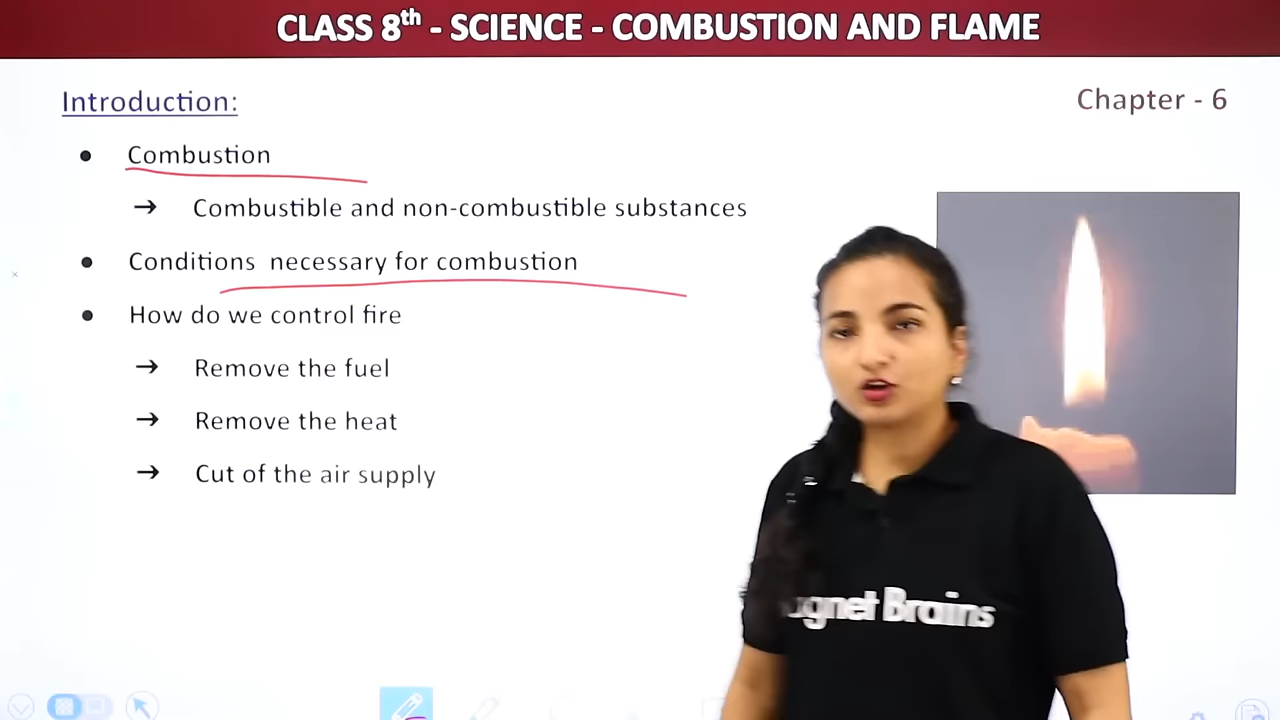 CLASS 8th - SCIENCE - COMBUSTION AND FLAME
Introduction:
Chapter - 6
Combustion
→ Combustible and non-combustible substances
Conditions necessary for combustion
How do we control fire
→ Remove the fuel
→ Remove the heat
→ Cut of the air supply
Brains